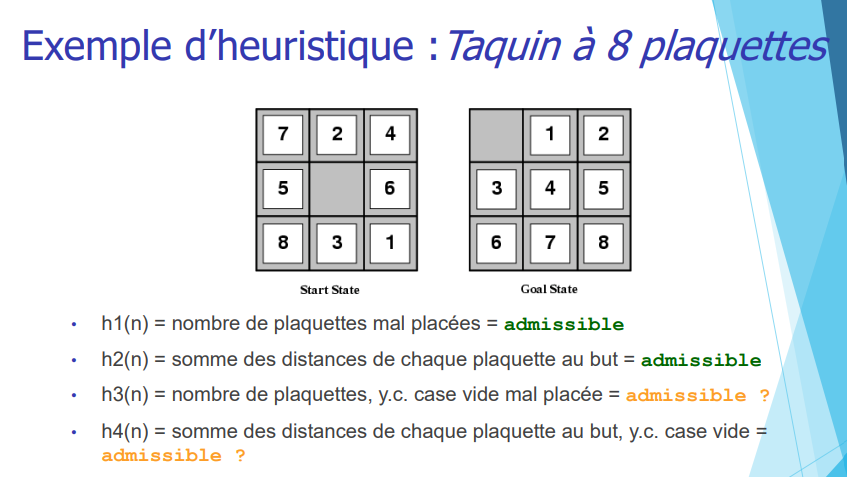 Exemple d’heuristique : Taquin à 8 plaquettes
7 2 4
5 6
8 3 1
Start State
1 2
3 4 5
6 7 8
Goal State
• h1(n) = nombre de plaquettes mal placées = admissible
• h2(n) = somme des distances de chaque plaquette au but = admissible
• h3(n) = nombre de plaquettes, y.c. case vide mal placée = admissible ?
• h4(n) = somme des distances de chaque plaquette au but, y.c. case vide =
admissible ?